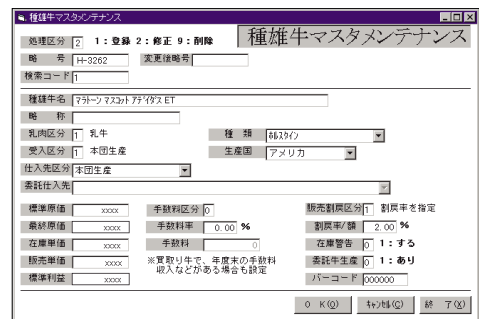 種雄牛マスタメンテナンス
種雄牛マスタメンテナンス
処理区分 2 1：登録 2：修正 9：削除
略 号 H-3262 変更後略号
検索コード 1
種雄牛名 マラトーン マスコット アデイダス ET
略 称
乳肉区分 1 乳牛 種 類 ホルスタイン
受入区分 1 本団生産 生産国 アメリカ
仕入先区分 本団生産
委託仕入先
標準原価 xxxx 手数料区分 0 販売割戻区分 1 割戻率を指定
最終原価 xxxx 手数料率 0.00 % 割戻率/額 2.00 %
在庫単価 xxxx 手数料 0 在庫警告 0 1：する
販売単価 xxxx ※買取り牛で、年度末の手数料 委託牛生産 0 1：あり
収入などがある場合も設定
標準利益 xxxx バーコード 000000
O K(O) キャンセル(C) 終 了(X)